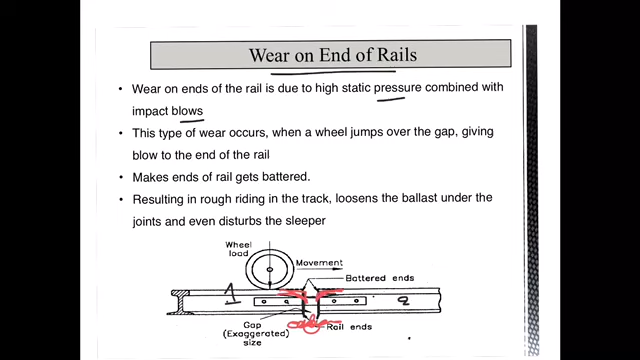 Wear on End of Rails
• Wear on ends of the rail is due to high static pressure combined with
impact blows
• This type of wear occurs, when a wheel jumps over the gap, giving
blow to the end of the rail
• Makes ends of rail gets battered.
• Resulting in rough riding in the track, loosens the ballast under the
joints and even disturbs the sleeper
Wheel
load
Movement
Battered ends
1
2
Gap
(Exaggerated)
size
Rail ends